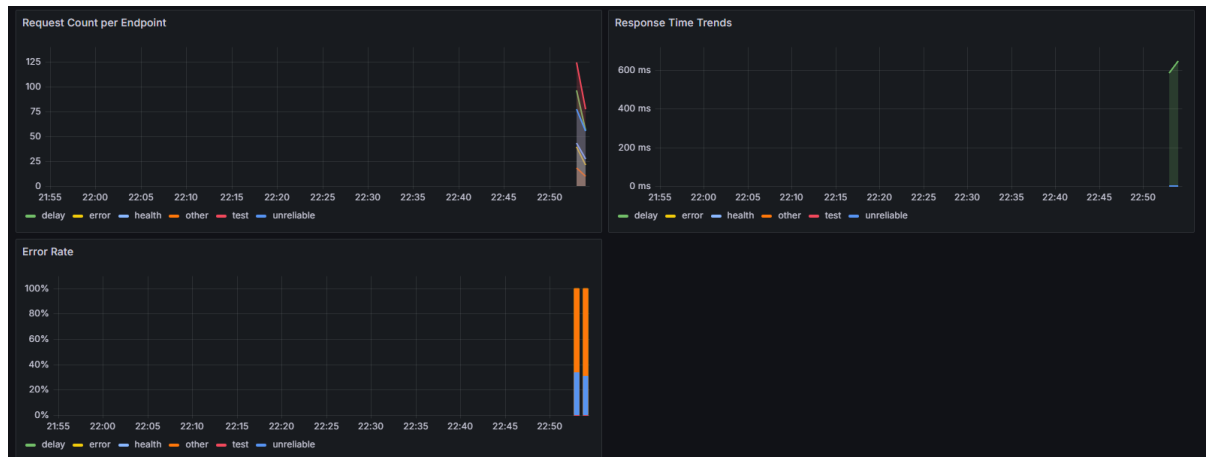 Request Count per Endpoint
125
100
75
50
25
0
21:55 22:00 22:05 22:10 22:15 22:20 22:25 22:30 22:35 22:40 22:45 22:50
delay error health other test unreliable
Response Time Trends
600 ms
400 ms
200 ms
0 ms
21:55 22:00 22:05 22:10 22:15 22:20 22:25 22:30 22:35 22:40 22:45 22:50
delay error health other test unreliable
Error Rate
100%
80%
60%
40%
20%
0%
21:55 22:00 22:05 22:10 22:15 22:20 22:25 22:30 22:35 22:40 22:45 22:50
delay error health other test unreliable